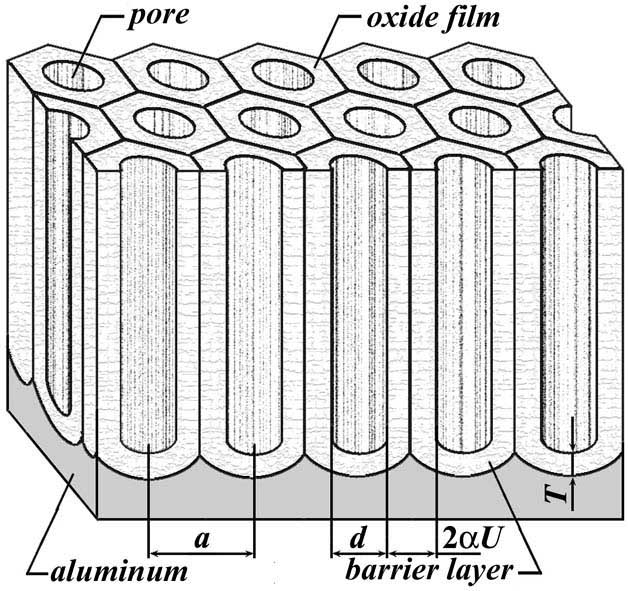 pore
oxide film
T
a
d
2αU
aluminum
barrier layer